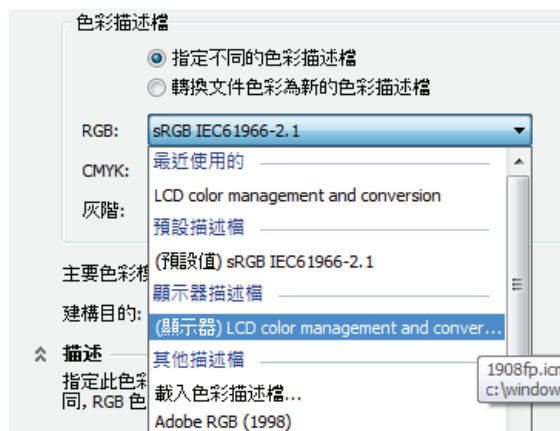 色彩描述檔
指定不同的色彩描述檔
轉換文件色彩為新的色彩描述檔
RGB: sRGB IEC61966-2.1
最近使用的
CMYK:
LCD color management and conversion
灰階:
預設描述檔
(預設值) sRGB IEC61966-2.1
主要色彩
顯示器描述檔
建構目的:
(顯示器) LCD color management and conver...
描述
其他描述檔
指定此色彩
載入色彩描述檔...
1908fp.icm
c:\window
同, RGB 色
Adobe RGB (1998)